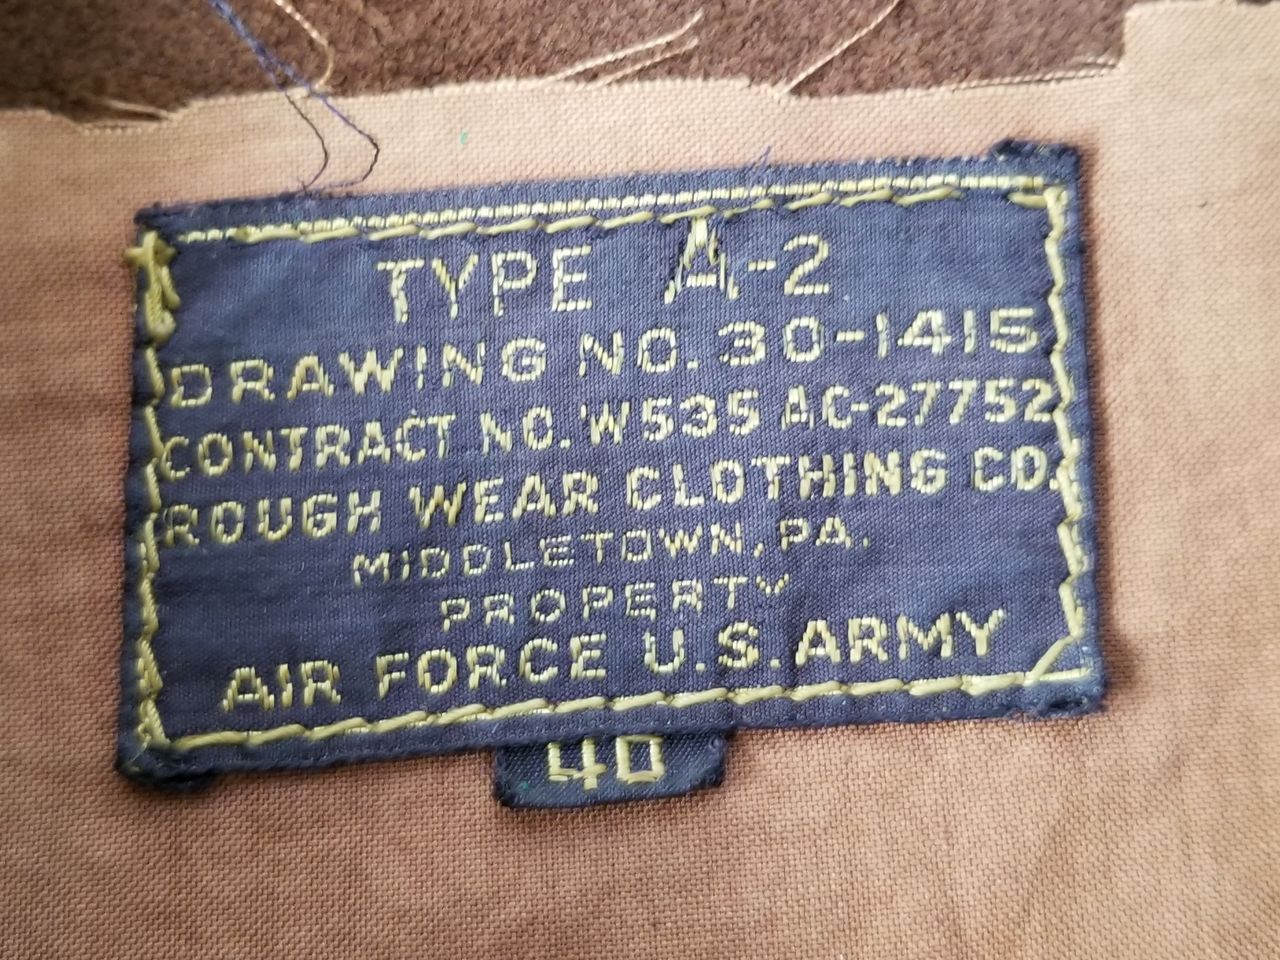 TYPE A-2
DRAWING NO. 30-1415
CONTRACT NO. W535 AC-27752
ROUGH WEAR CLOTHING CO.
MIDDLETOWN, PA.
PROPERTY
AIR FORCE U.S. ARMY
40